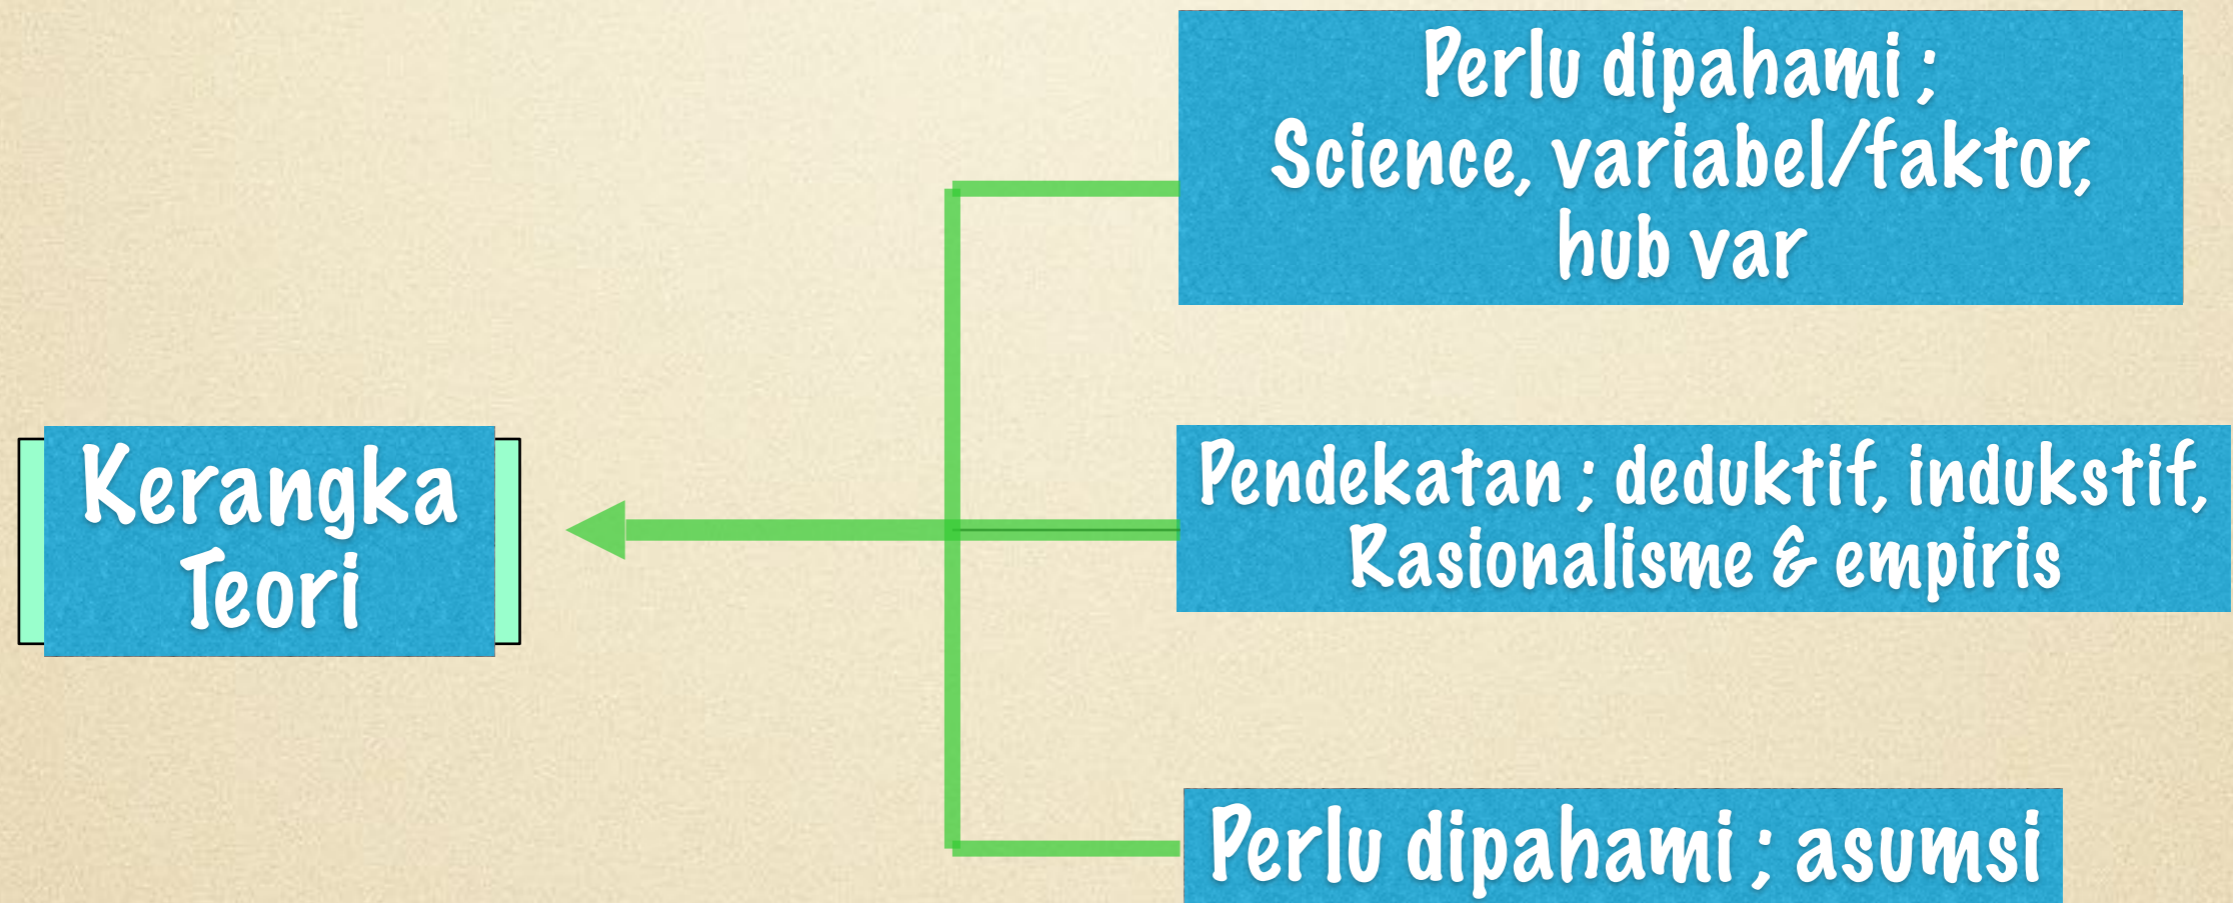 Perlu dipahami ;
Science, variabel/faktor,
hub var
Kerangka
Teori
Pendekatan ; deduktif, indukstif,
Rasionalisme & empiris
Perlu dipahami ; asumsi